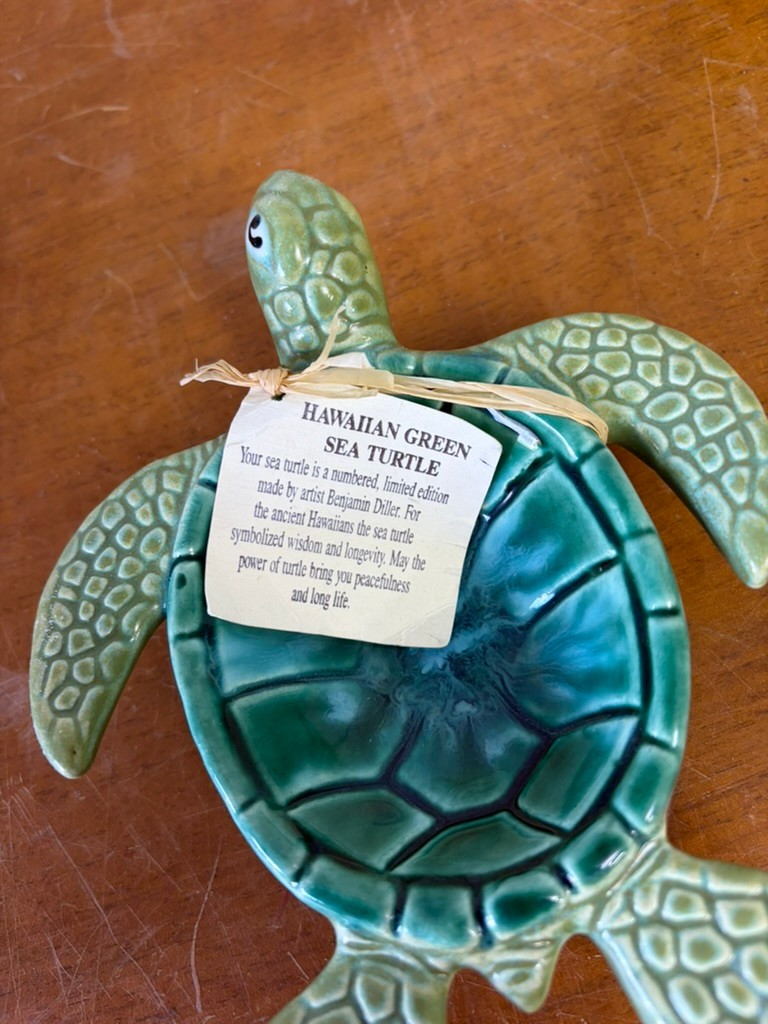 HAWAIIAN GREEN
SEA TURTLE
Your sea turtle is a numbered, limited edition
made by artist Benjamin Diller. For
the ancient Hawaiians the sea turtle
symbolized wisdom and longevity. May the
power of turtle bring you peacefulness
and long life.